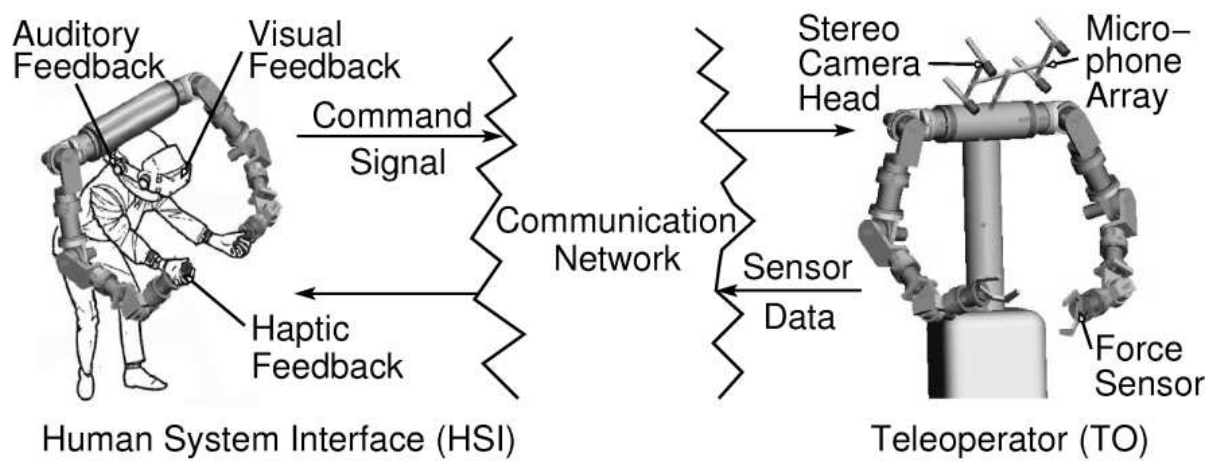 Auditory
Feedback
Visual
Feedback
Command
Signal
Haptic
Feedback
Communication
Network
Stereo
Camera
Head
Micro–
phone
Array
Sensor
Data
Force
Sensor
Human System Interface (HSI)
Teleoperator (TO)